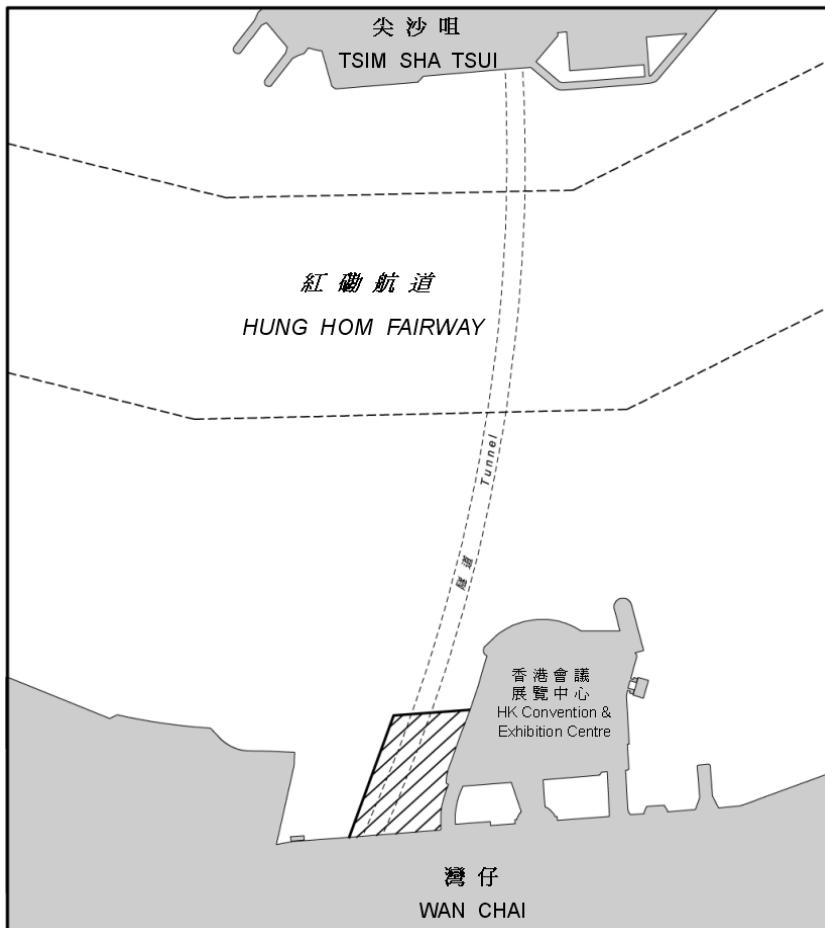 尖沙咀
TSIM SHA TSUI
紅磡航道
HUNG HOM FAIRWAY
Tunnel
隧道
香港會議
展覽中心
HK Convention &
Exhibition Centre
灣仔
WAN CHAI